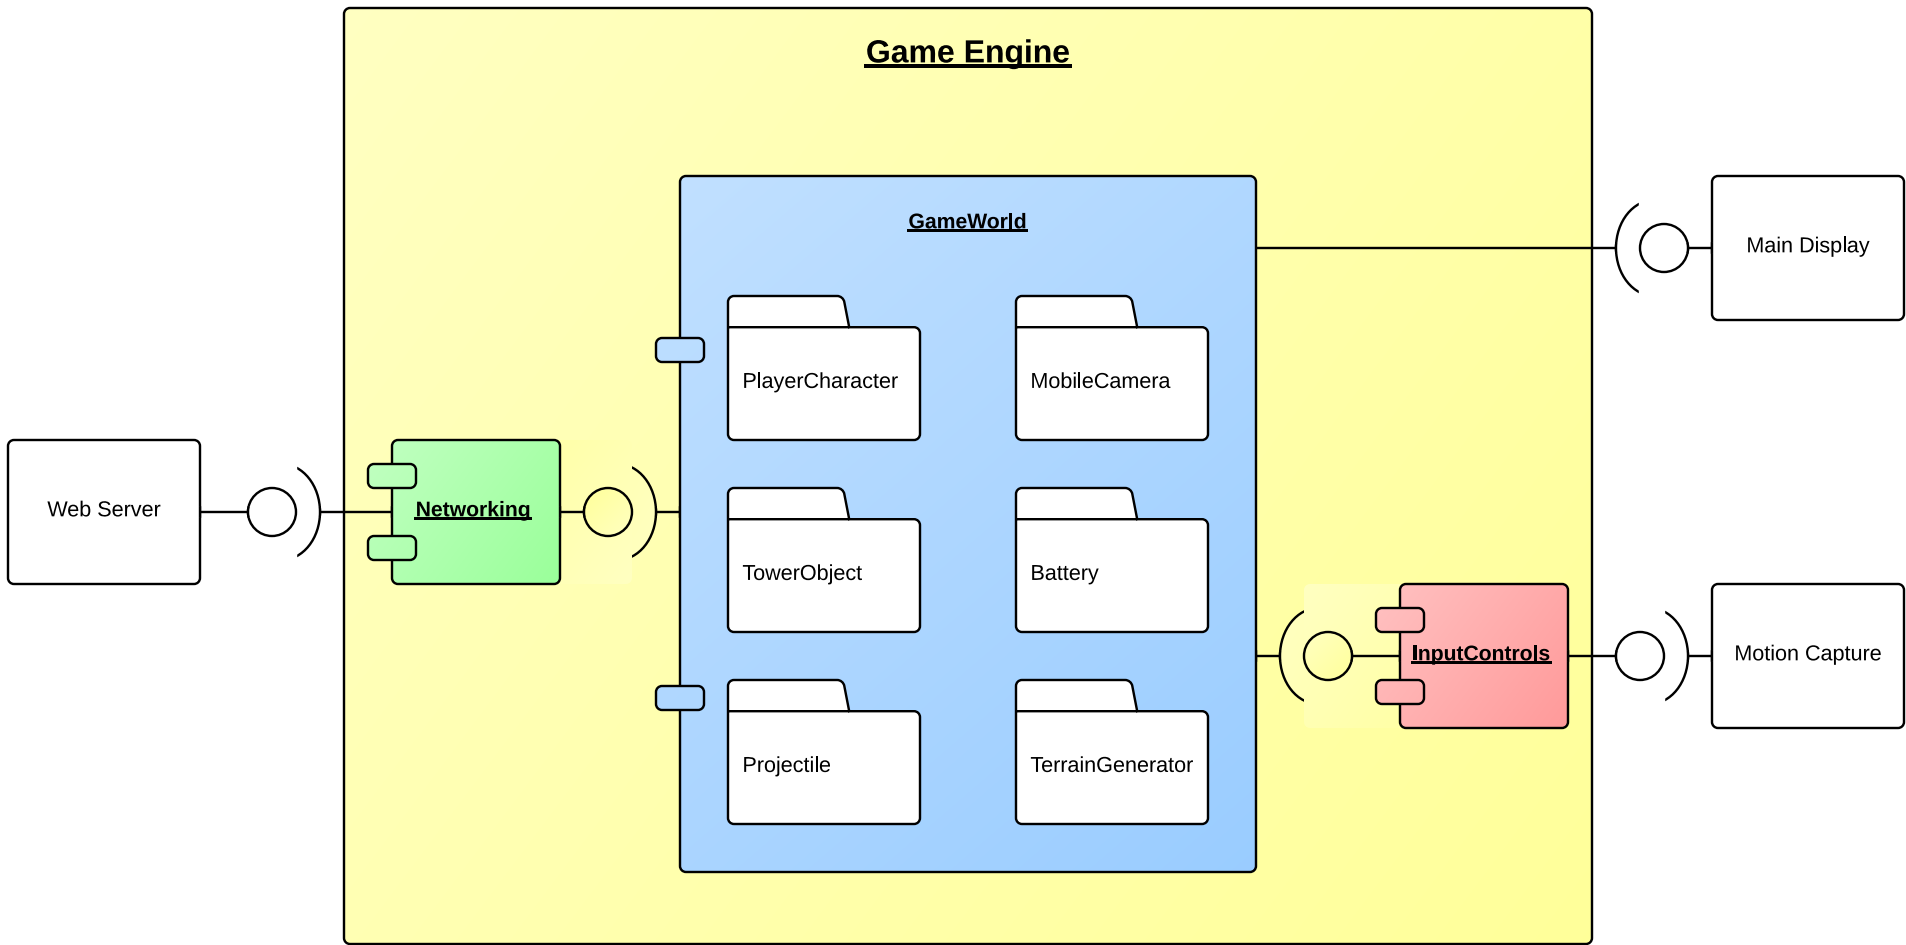 Game Engine
GameWorld
Main Display
PlayerCharacter
MobileCamera
Web Server
Networking
TowerObject
Battery
InputControls
Motion Capture
Projectile
TerrainGenerator